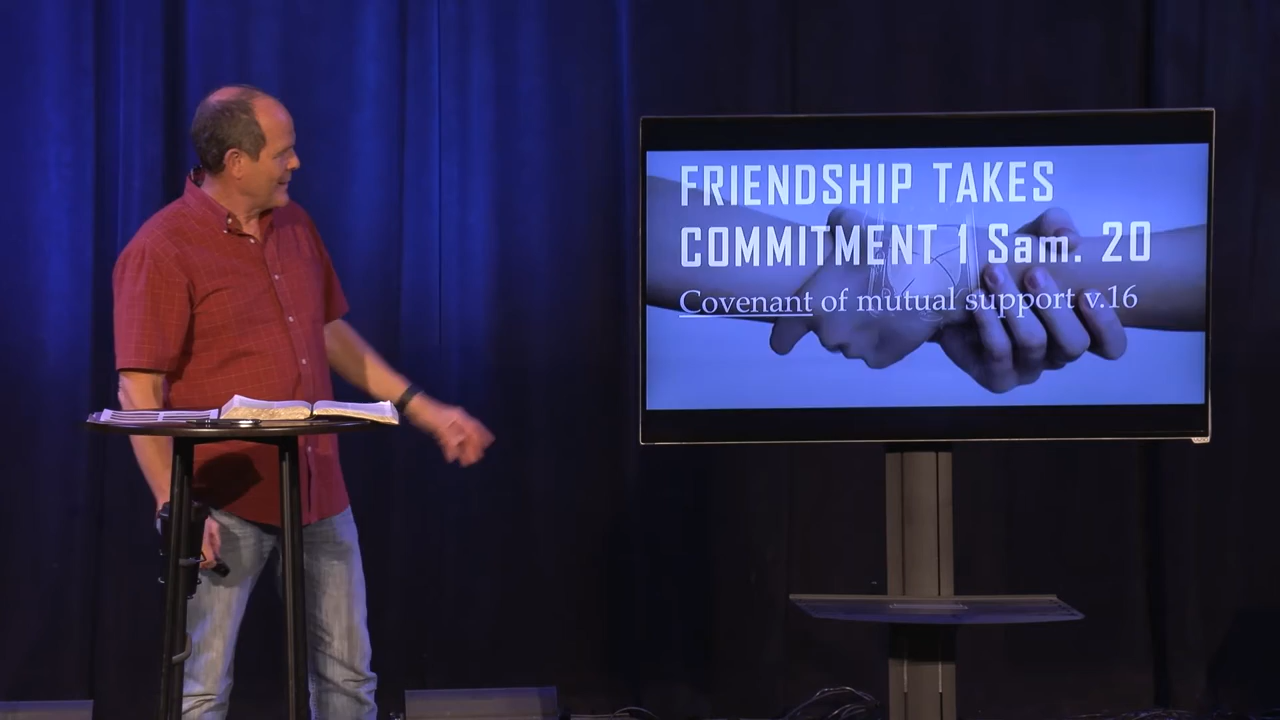 FRIENDSHIP TAKES
COMMITMENT 1 Sam. 20
Covenant of mutual support v.16